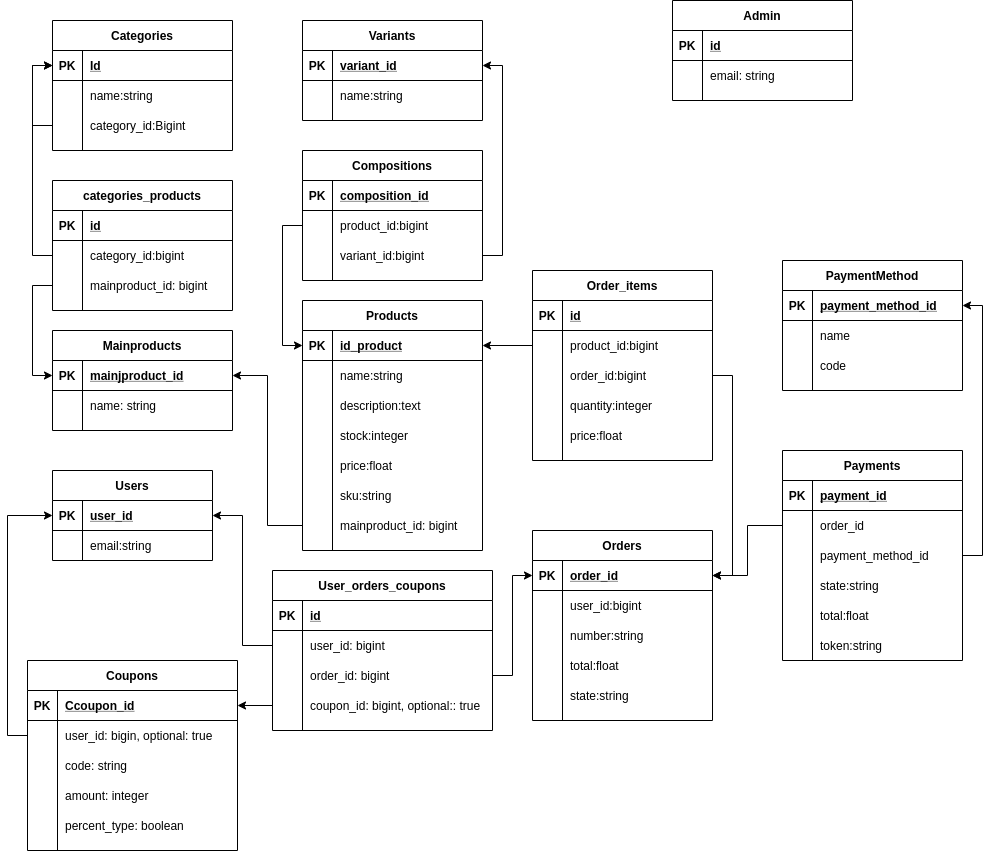 Categories
PK Id
name:string
category_id:Bigint
Variants
PK variant_id
name:string
Admin
PK id
email: string
categories_products
PK id
category_id:bigint
mainproduct_id: bigint
Compositions
PK composition_id
product_id:bigint
variant_id:bigint
Mainproducts
PK mainjproduct_id
name: string
Products
PK id_product
name:string
description:text
stock:integer
price:float
sku:string
mainproduct_id: bigint
Order_items
PK id
product_id:bigint
order_id:bigint
quantity:integer
price:float
PaymentMethod
PK payment_method_id
name
code
Users
PK user_id
email:string
Payments
PK payment_id
order_id
payment_method_id
state:string
total:float
token:string
User_orders_coupons
PK id
user_id: bigint
order_id: bigint
coupon_id: bigint, optional:: true
Orders
PK order_id
user_id:bigint
number:string
total:float
state:string
Coupons
PK Ccoupon_id
user_id: bigin, optional: true
code: string
amount: integer
percent_type: boolean